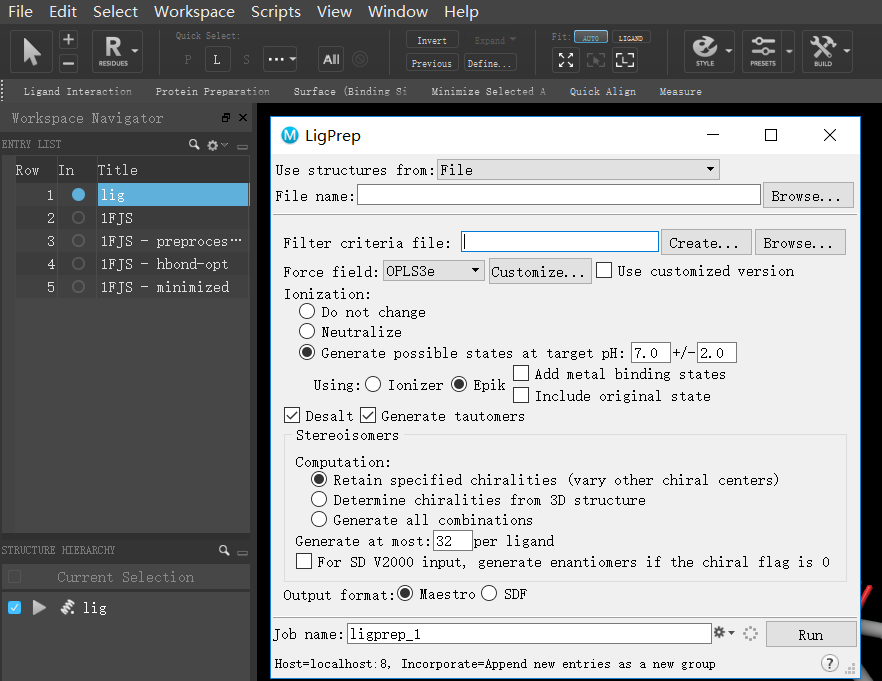 File Edit Select Workspace Scripts View Window Help
Quick Select: Fit: AUTO LIGAND
R RESIDUES P L S ... All Invert Expand STYLE PRESETS BUILD
Previous Define...
Ligand Interaction Protein Preparation Surface (Binding Si Minimize Selected A Quick Align Measure
Workspace Navigator
ENTRY LIST
Row In Title
1 lig
2 1FJS
3 1FJS - preproces...
4 1FJS - hbond-opt
5 1FJS - minimized
STRUCTURE HIERARCHY
Current Selection
lig
M LigPrep
Use structures from: File
File name: Browse...
Filter criteria file: Create... Browse...
Force field: OPLS3e Customize... Use customized version
Ionization:
Do not change
Neutralize
Generate possible states at target pH: 7.0 +/- 2.0
Using: Ionizer Epik Add metal binding states
Include original state
Desalt Generate tautomers
Stereoisomers
Computation:
Retain specified chiralities (vary other chiral centers)
Determine chiralities from 3D structure
Generate all combinations
Generate at most: 32 per ligand
For SD V2000 input, generate enantiomers if the chiral flag is 0
Output format: Maestro SDF
Job name: ligprep_1 Run
Host=localhost:8, Incorporate=Append new entries as a new group ?